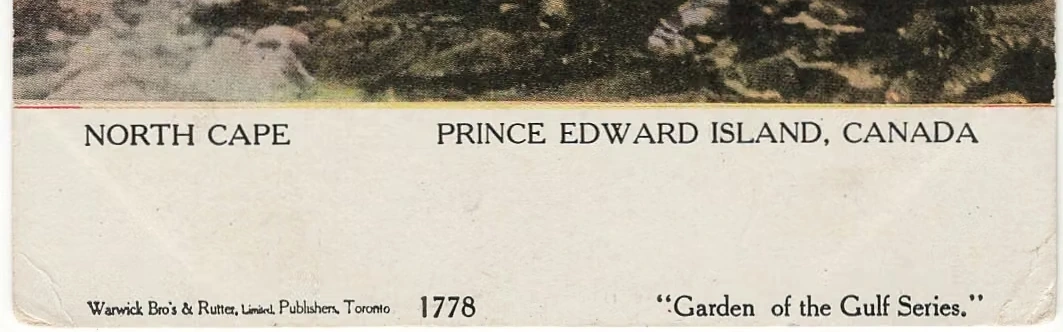 NORTH CAPE PRINCE EDWARD ISLAND, CANADA
Warwick Bro's & Rutter, Limited, Publishers, Toronto 1778 "Garden of the Gulf Series."